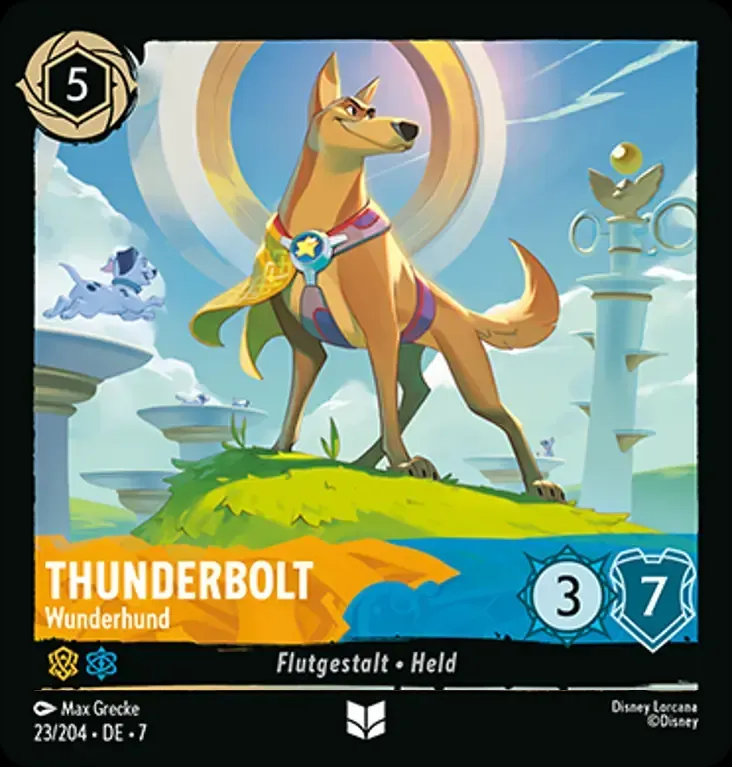 5
THUNDERBOLT
Wunderhund
3
7
Flutgestalt • Held
Max Grecke
23/204 • DE • 7
Disney Lorcana
©Disney